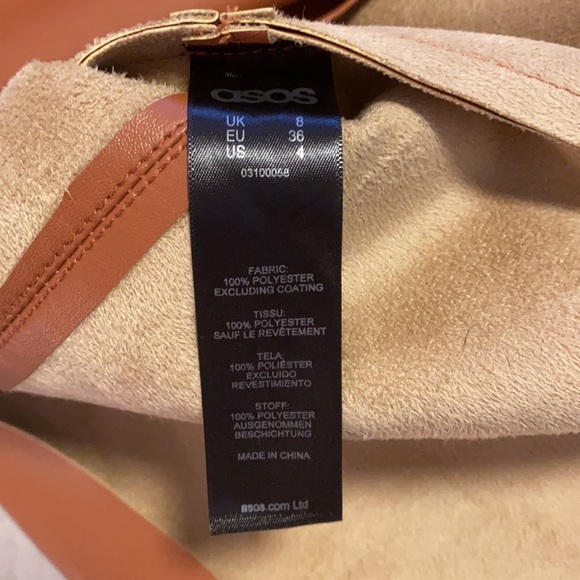 asos
UK 8
EU 36
US 4
03100068
FABRIC:
100% POLYESTER
EXCLUDING COATING
TISSU:
100% POLYESTER
SAUF LE REVÊTEMENT
TELA:
100% POLIÉSTER
EXCLUIDO
REVESTIMIENTO
STOFF:
100% POLYESTER
AUSGENOMMEN
BESCHICHTUNG
MADE IN CHINA
asos.com Ltd